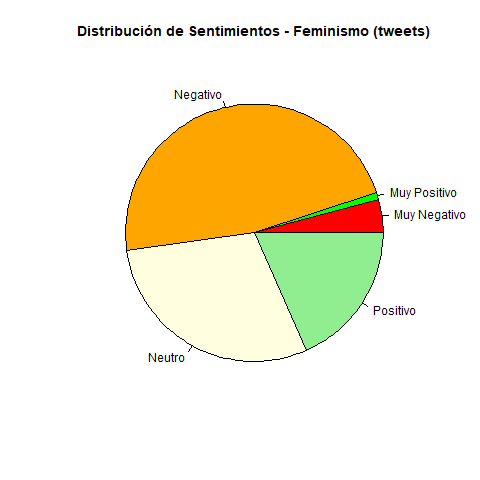 Distribución de Sentimientos - Feminismo (tweets)
Negativo
Muy Positivo
Muy Negativo
Positivo
Neutro